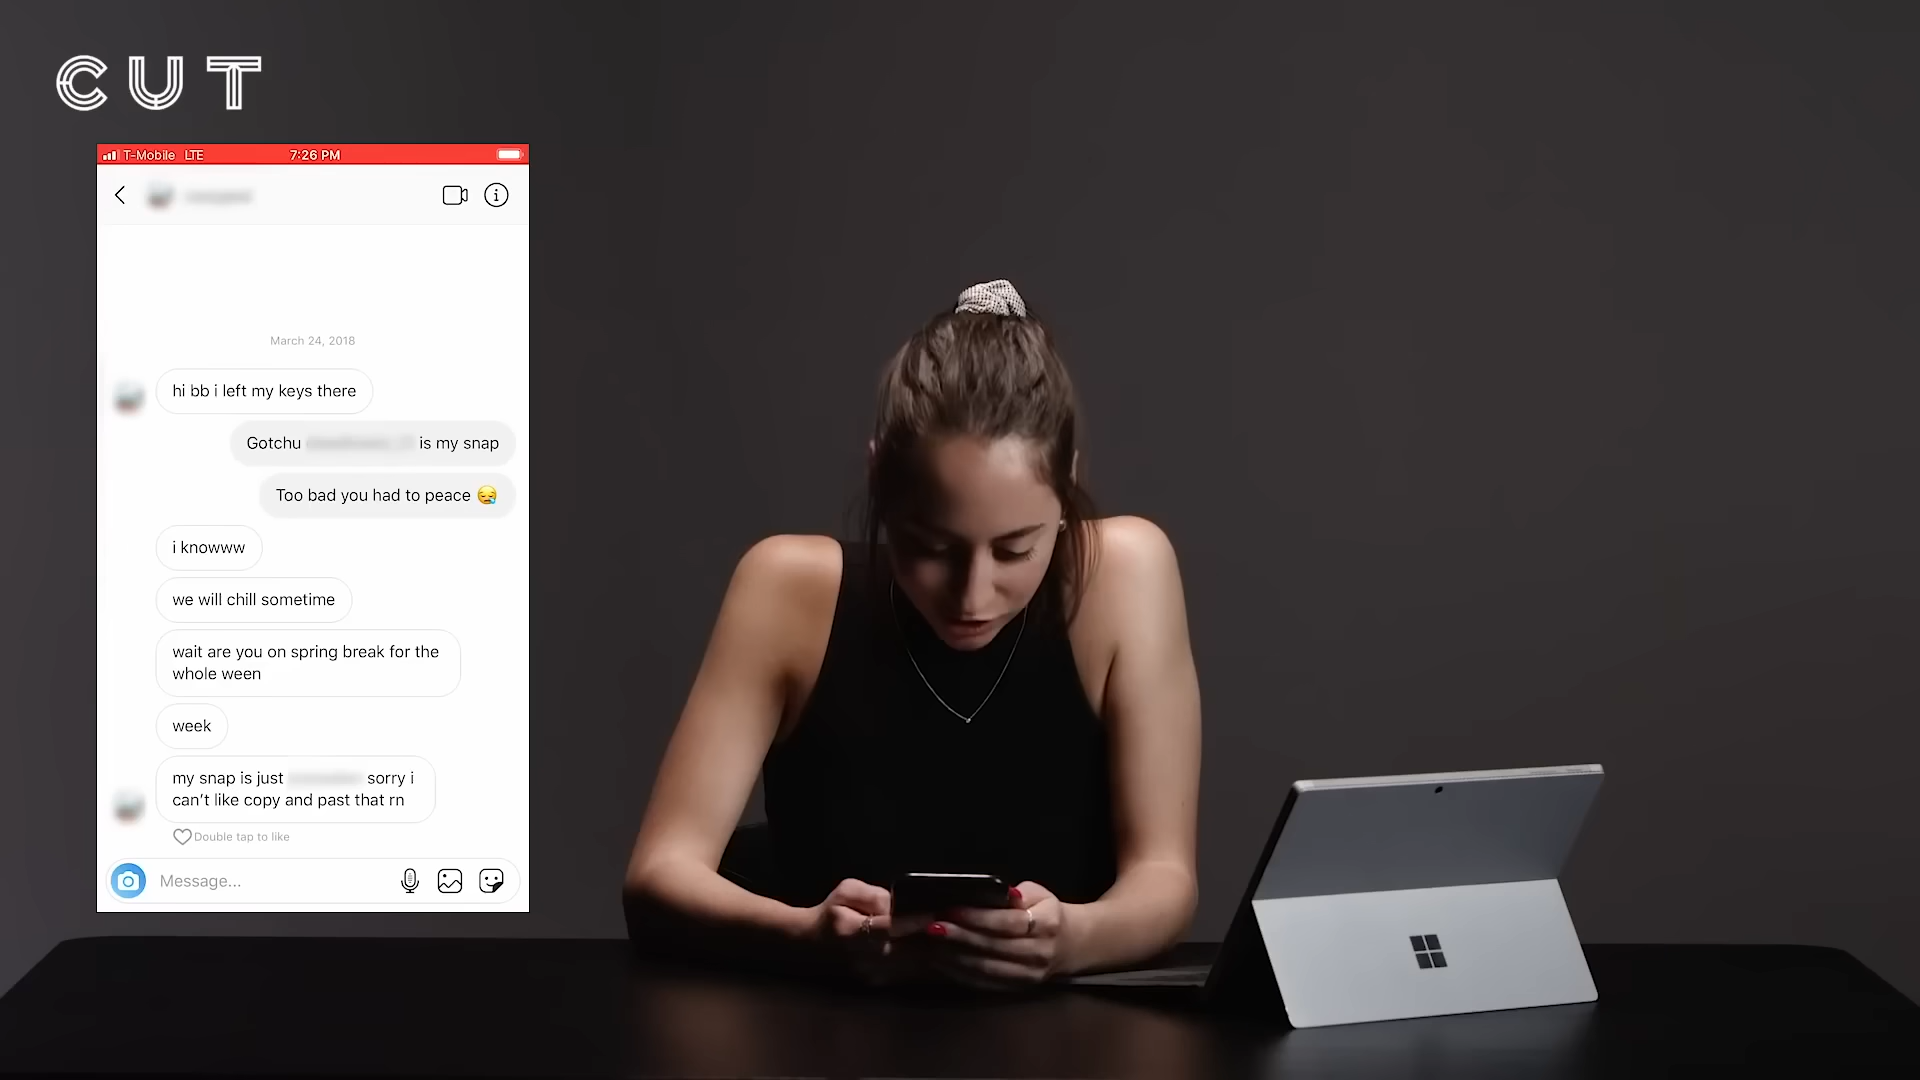 CUT
T-Mobile LTE
7:26 PM
March 24, 2018
hi bb i left my keys there
Gotchu is my snap
Too bad you had to peace 😪
i knowww
we will chill sometime
wait are you on spring break for the
whole ween
week
my snap is just sorry i
can't like copy and past that rn
Double tap to like
Message...